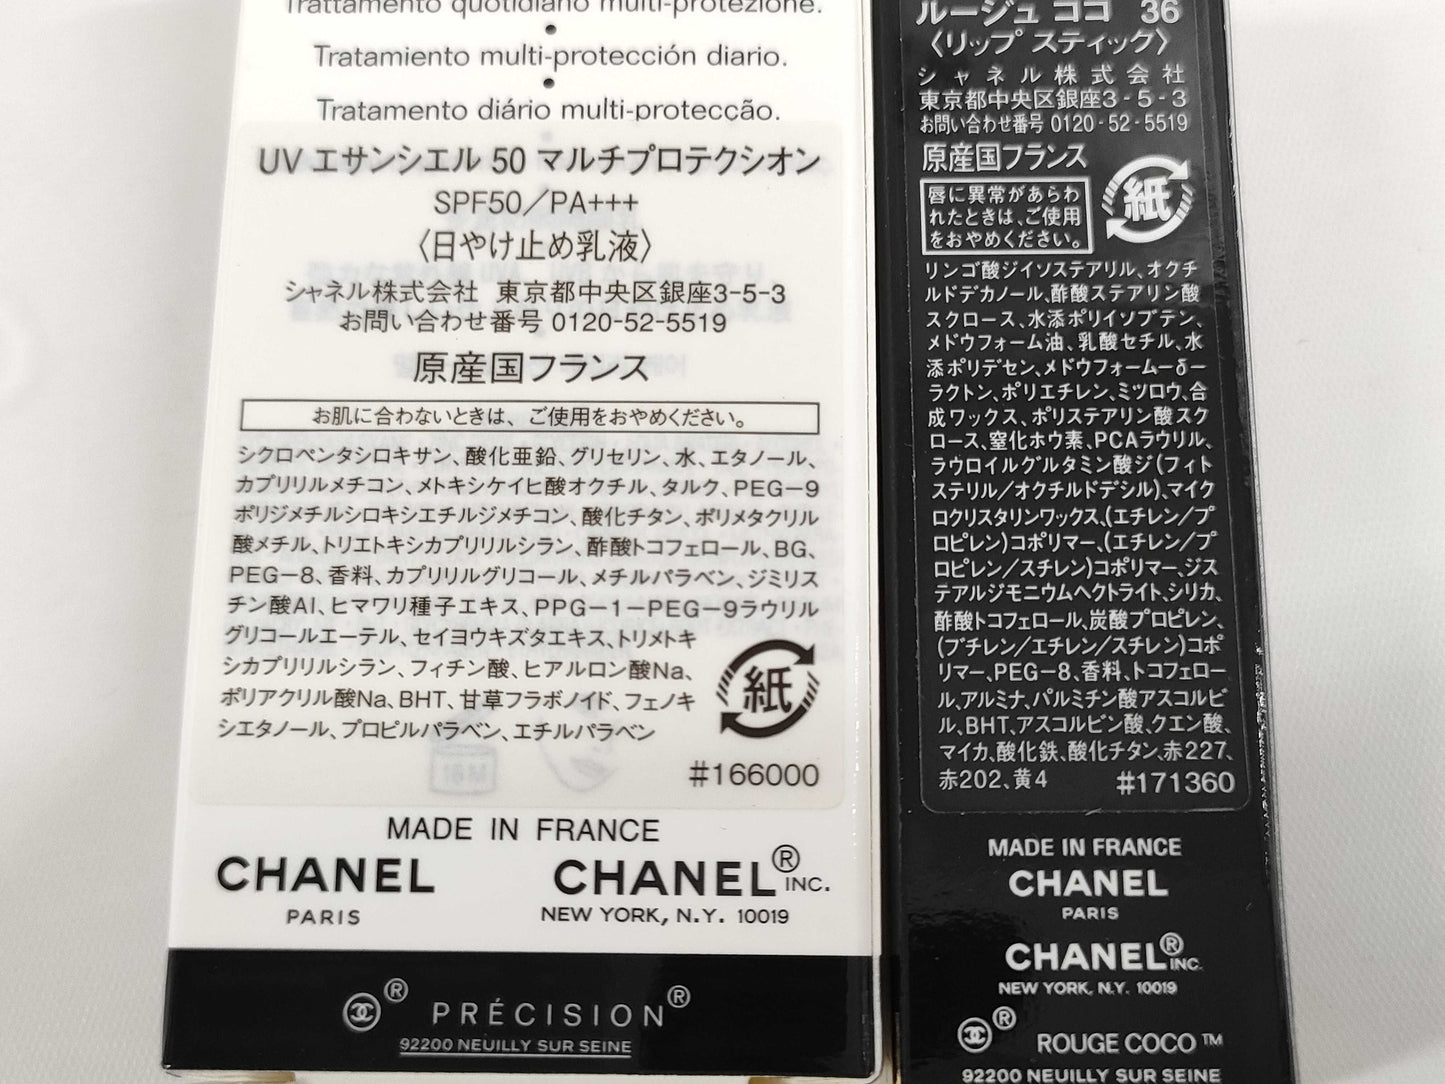 Trattamento quotidiano multi-protezione.
Tratamiento multi-protección diario.
Tratamento diário multi-protecção.
UV エサンシエル 50 マルチプロテクシオン
SPF50／PA+++
〈日やけ止め乳液〉
シャネル株式会社 東京都中央区銀座3-5-3
お問い合わせ番号 0120-52-5519
原産国フランス
お肌に合わないときは、ご使用をおやめください。
シクロペンタシロキサン、酸化亜鉛、グリセリン、水、エタノール、
カプリリルメチコン、メトキシケイヒ酸オクチル、タルク、PEG－9
ポリジメチルシロキシエチルジメチコン、酸化チタン、ポリメタクリル
酸メチル、トリエトキシカプリリルシラン、酢酸トコフェロール、BG、
PEG－8、香料、カプリリルグリコール、メチルパラベン、ジミリス
チン酸Al、ヒマワリ種子エキス、PPG－1－PEG－9ラウリル
グリコールエーテル、セイヨウキズタエキス、トリメトキ
シカプリリルシラン、フィチン酸、ヒアルロン酸Na、
ポリアクリル酸Na、BHT、甘草フラボノイド、フェノキ
シエタノール、プロピルパラベン、エチルパラベン
紙
#166000
MADE IN FRANCE
CHANEL
PARIS
CHANEL® INC.
NEW YORK, N.Y. 10019
® PRÉCISION®
92200 NEUILLY SUR SEINE
ルージュ ココ 36
〈リップ スティック〉
シャネル株式会社
東京都中央区銀座3-5-3
お問い合わせ番号 0120-52-5519
原産国フランス
唇に異常があらわ
れたときは、ご使用
をおやめください。
紙
リンゴ酸ジイソステアリル、オクチ
ルドデカノール、酢酸ステアリン酸
スクロース、水添ポリイソブテン、
メドウフォーム油、乳酸セチル、水
添ポリデセン、メドウフォーム－δ－
ラクトン、ポリエチレン、ミツロウ、合
成ワックス、ポリステアリン酸スク
ロース、窒化ホウ素、PCAラウリル、
ラウロイルグルタミン酸ジ(フィト
ステリル／オクチルドデシル)、マイク
ロクリスタリンワックス、(エチレン／プ
ロピレン)コポリマー、(エチレン／プ
ロピレン／スチレン)コポリマー、ジス
テアルジモニウムヘクトライト、シリカ、
酢酸トコフェロール、炭酸プロピレン、
(ブチレン／エチレン／スチレン)コポ
リマー、PEG－8、香料、トコフェロー
ル、アルミナ、パルミチン酸アスコルビ
ル、BHT、アスコルビン酸、クエン酸、
マイカ、酸化鉄、酸化チタン、赤227、
赤202、黄4
#171360
MADE IN FRANCE
CHANEL
PARIS
CHANEL® INC.
NEW YORK, N.Y. 10019
® ROUGE COCO™
92200 NEUILLY SUR SEINE